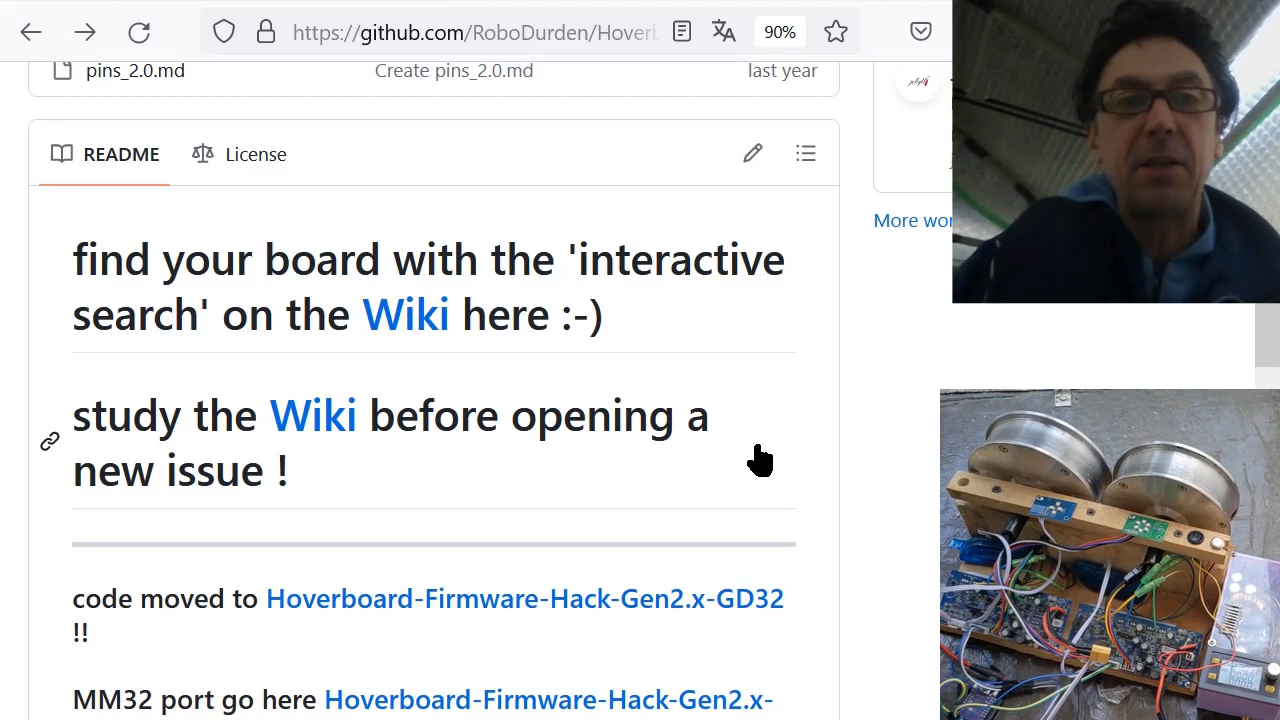 https://github.com/RoboDurden/Hoverb
90%
pins_2.0.md
Create pins_2.0.md
last year
README
License
find your board with the 'interactive
search' on the Wiki here :-)
More wor
study the Wiki before opening a
new issue !
code moved to Hoverboard-Firmware-Hack-Gen2.x-GD32
!!
MM32 port go here Hoverboard-Firmware-Hack-Gen2.x-